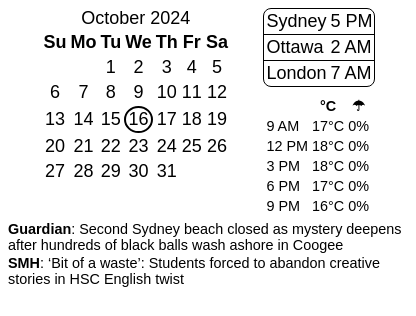 October 2024
Su Mo Tu We Th Fr Sa
1 2 3 4 5
6 7 8 9 10 11 12
13 14 15 16 17 18 19
20 21 22 23 24 25 26
27 28 29 30 31
Sydney 5 PM
Ottawa 2 AM
London 7 AM
°C ☂
9 AM 17°C 0%
12 PM 18°C 0%
3 PM 18°C 0%
6 PM 17°C 0%
9 PM 16°C 0%
Guardian: Second Sydney beach closed as mystery deepens
after hundreds of black balls wash ashore in Coogee
SMH: ‘Bit of a waste’: Students forced to abandon creative
stories in HSC English twist